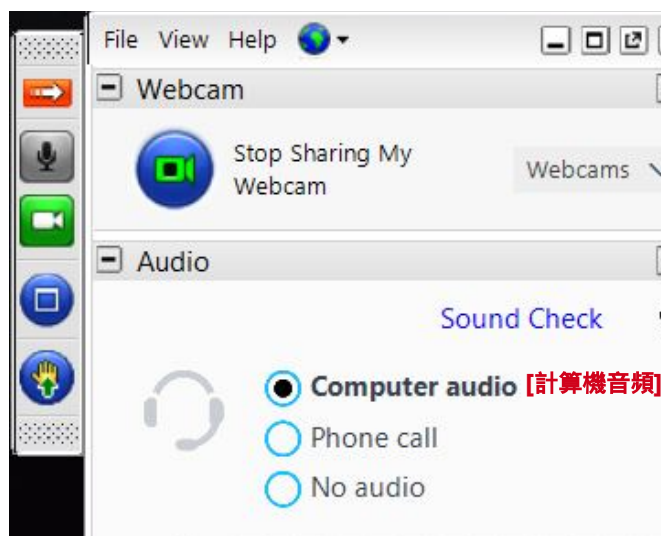 File View Help
Webcam
Stop Sharing My
Webcam
Webcams
Audio
Sound Check
Computer audio [計算機音頻]
Phone call
No audio